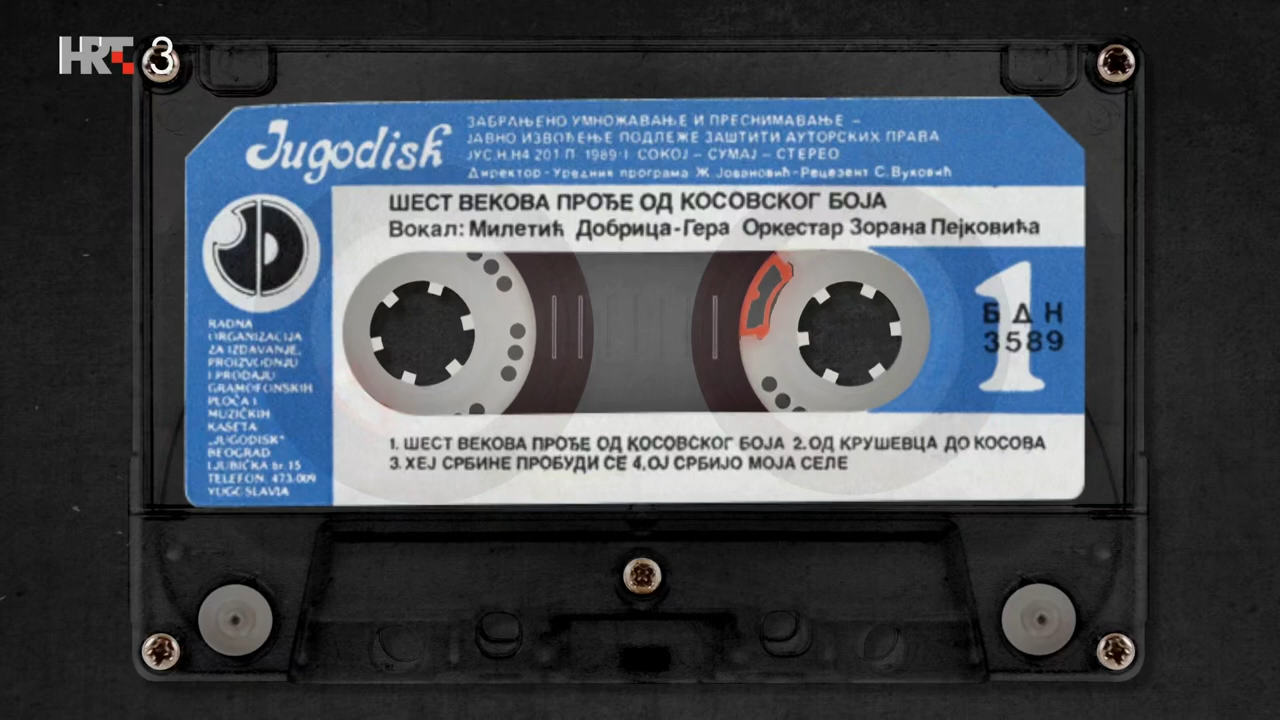 HRT 3
Jugodisk
ЗАБРАЊЕНО УМНОЖАВАЊЕ И ПРЕСНИМАВАЊЕ –
ЈАВНО ИЗВОЂЕЊЕ ПОДЛЕЖЕ ЗАШТИТИ АУТОРСКИХ ПРАВА
ЈУС.Н.Н4 201 П 1989 СОКОЈ – СУМАЈ – СТЕРЕО
Директор-Уредник програма Ж.Јовановић-Рецезент С.Вуковић
ШЕСТ ВЕКОВА ПРОЂЕ ОД КОСОВСКОГ БОЈА
Вокал: Милетић Добрица-Гера Оркестар Зорана Пејковића
1
Б Д Н
3589
RADNA
ORGANIZACIJA
ZA IZDAVANJE,
PROIZVODNJU
I PRODAJU
GRAMOFONSKIH
PLOČA I
MUZIČKIH
KASETA
„JUGODISK"
BEOGRAD
LJUBIČKA br. 15
TELEFON. 473-009
YUGOSLAVIA
1. ШЕСТ ВЕКОВА ПРОЂЕ ОД КОСОВСКОГ БОЈА 2.ОД КРУШЕВЦА ДО КОСОВА
3.ХЕЈ СРБИНЕ ПРОБУДИ СЕ 4.ОЈ СРБИЈО МОЈА СЕЛЕ